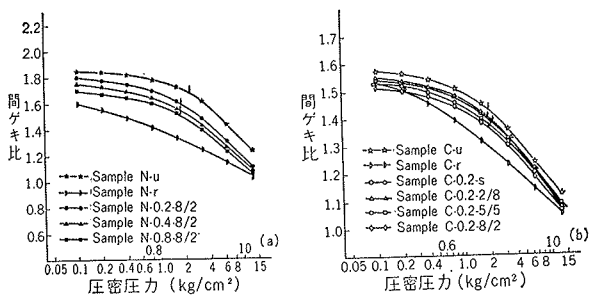 2.2
2.0
1.8
1.6
1.4
1.2
1.0
0.8
0.6
間ゲキ比
Sample N-u
Sample N-r
Sample N-0.2-8/2
Sample N-0.4-8/2
Sample N-0.8-8/2
0.8
10
(a)
0.05 0.1 0.2 0.4 0.6 1.0 2 4 6 8 15
圧密圧力 (kg/cm²)
1.7
1.6
1.5
1.4
1.3
1.2
1.1
1.0
間ゲキ比
Sample C-u
Sample C-r
Sample C-0.2-s
Sample C-0.2-2/8
Sample C-0.2-5/5
Sample C-0.2-8/2
0.6
10
(b)
0.05 0.1 0.2 0.4 0.8 1.0 2 4 6 8 15
圧密圧力 (kg/cm²)